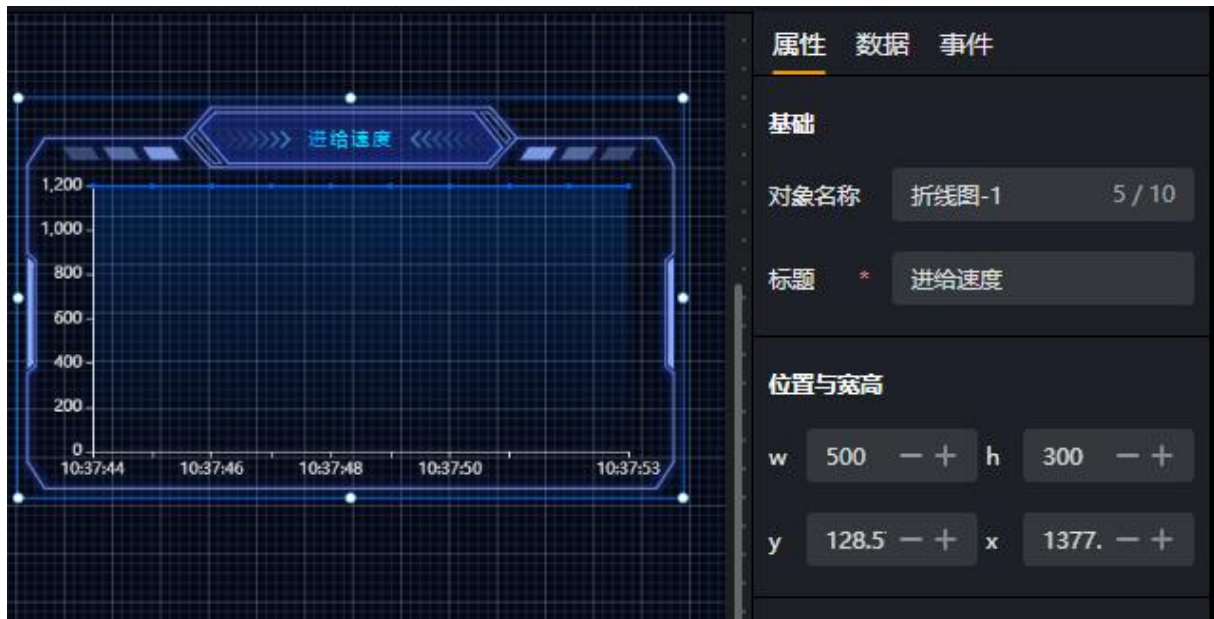 进给速度
1,200
1,000
800
600
400
200
0
10:37:44 10:37:46 10:37:48 10:37:50 10:37:53
属性 数据 事件
基础
对象名称 折线图-1 5 / 10
标题 * 进给速度
位置与宽高
w 500 — + h 300 — +
y 128.5 — + x 1377. — +